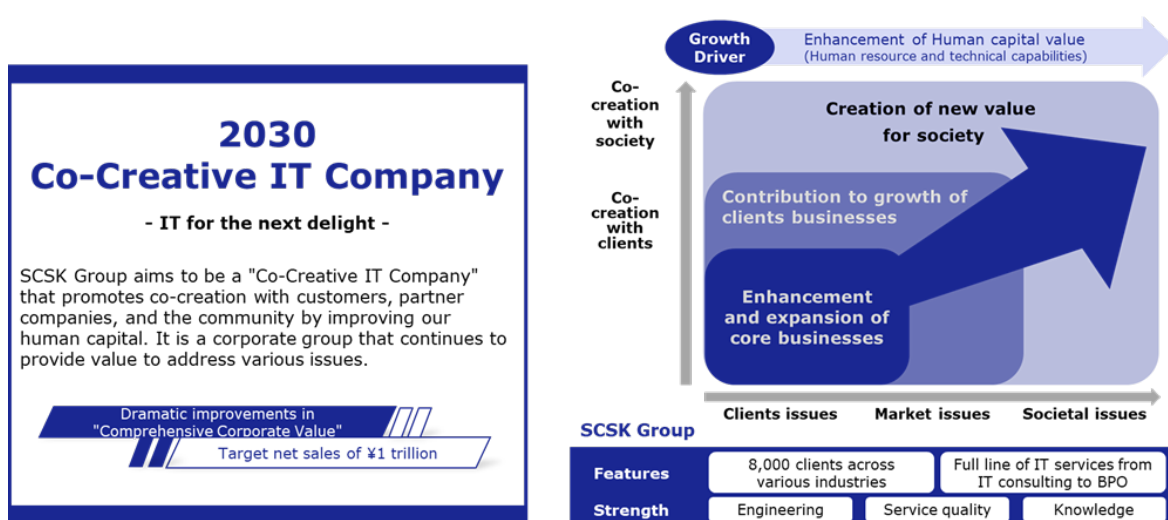 2030
Co-Creative IT Company
- IT for the next delight -
SCSK Group aims to be a "Co-Creative IT Company"
that promotes co-creation with customers, partner
companies, and the community by improving our
human capital. It is a corporate group that continues to
provide value to address various issues.
Dramatic improvements in
"Comprehensive Corporate Value"
Target net sales of ¥1 trillion
Growth
Driver
Enhancement of Human capital value
(Human resource and technical capabilities)
Co-
creation
with
society
Co-
creation
with
clients
Creation of new value
for society
Contribution to growth of
clients businesses
Enhancement
and expansion of
core businesses
Clients issues
Market issues
Societal issues
SCSK Group
Features
8,000 clients across
various industries
Full line of IT services from
IT consulting to BPO
Strength
Engineering
Service quality
Knowledge